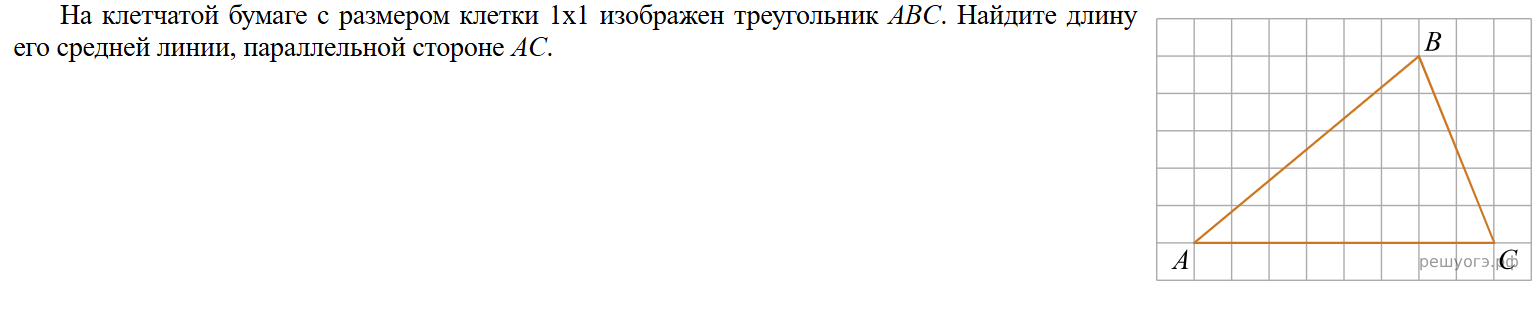 На клетчатой бумаге с размером клетки 1x1 изображен треугольник ABC. Найдите длину
его средней линии, параллельной стороне AC.
B
A
решуогэ.рф
C